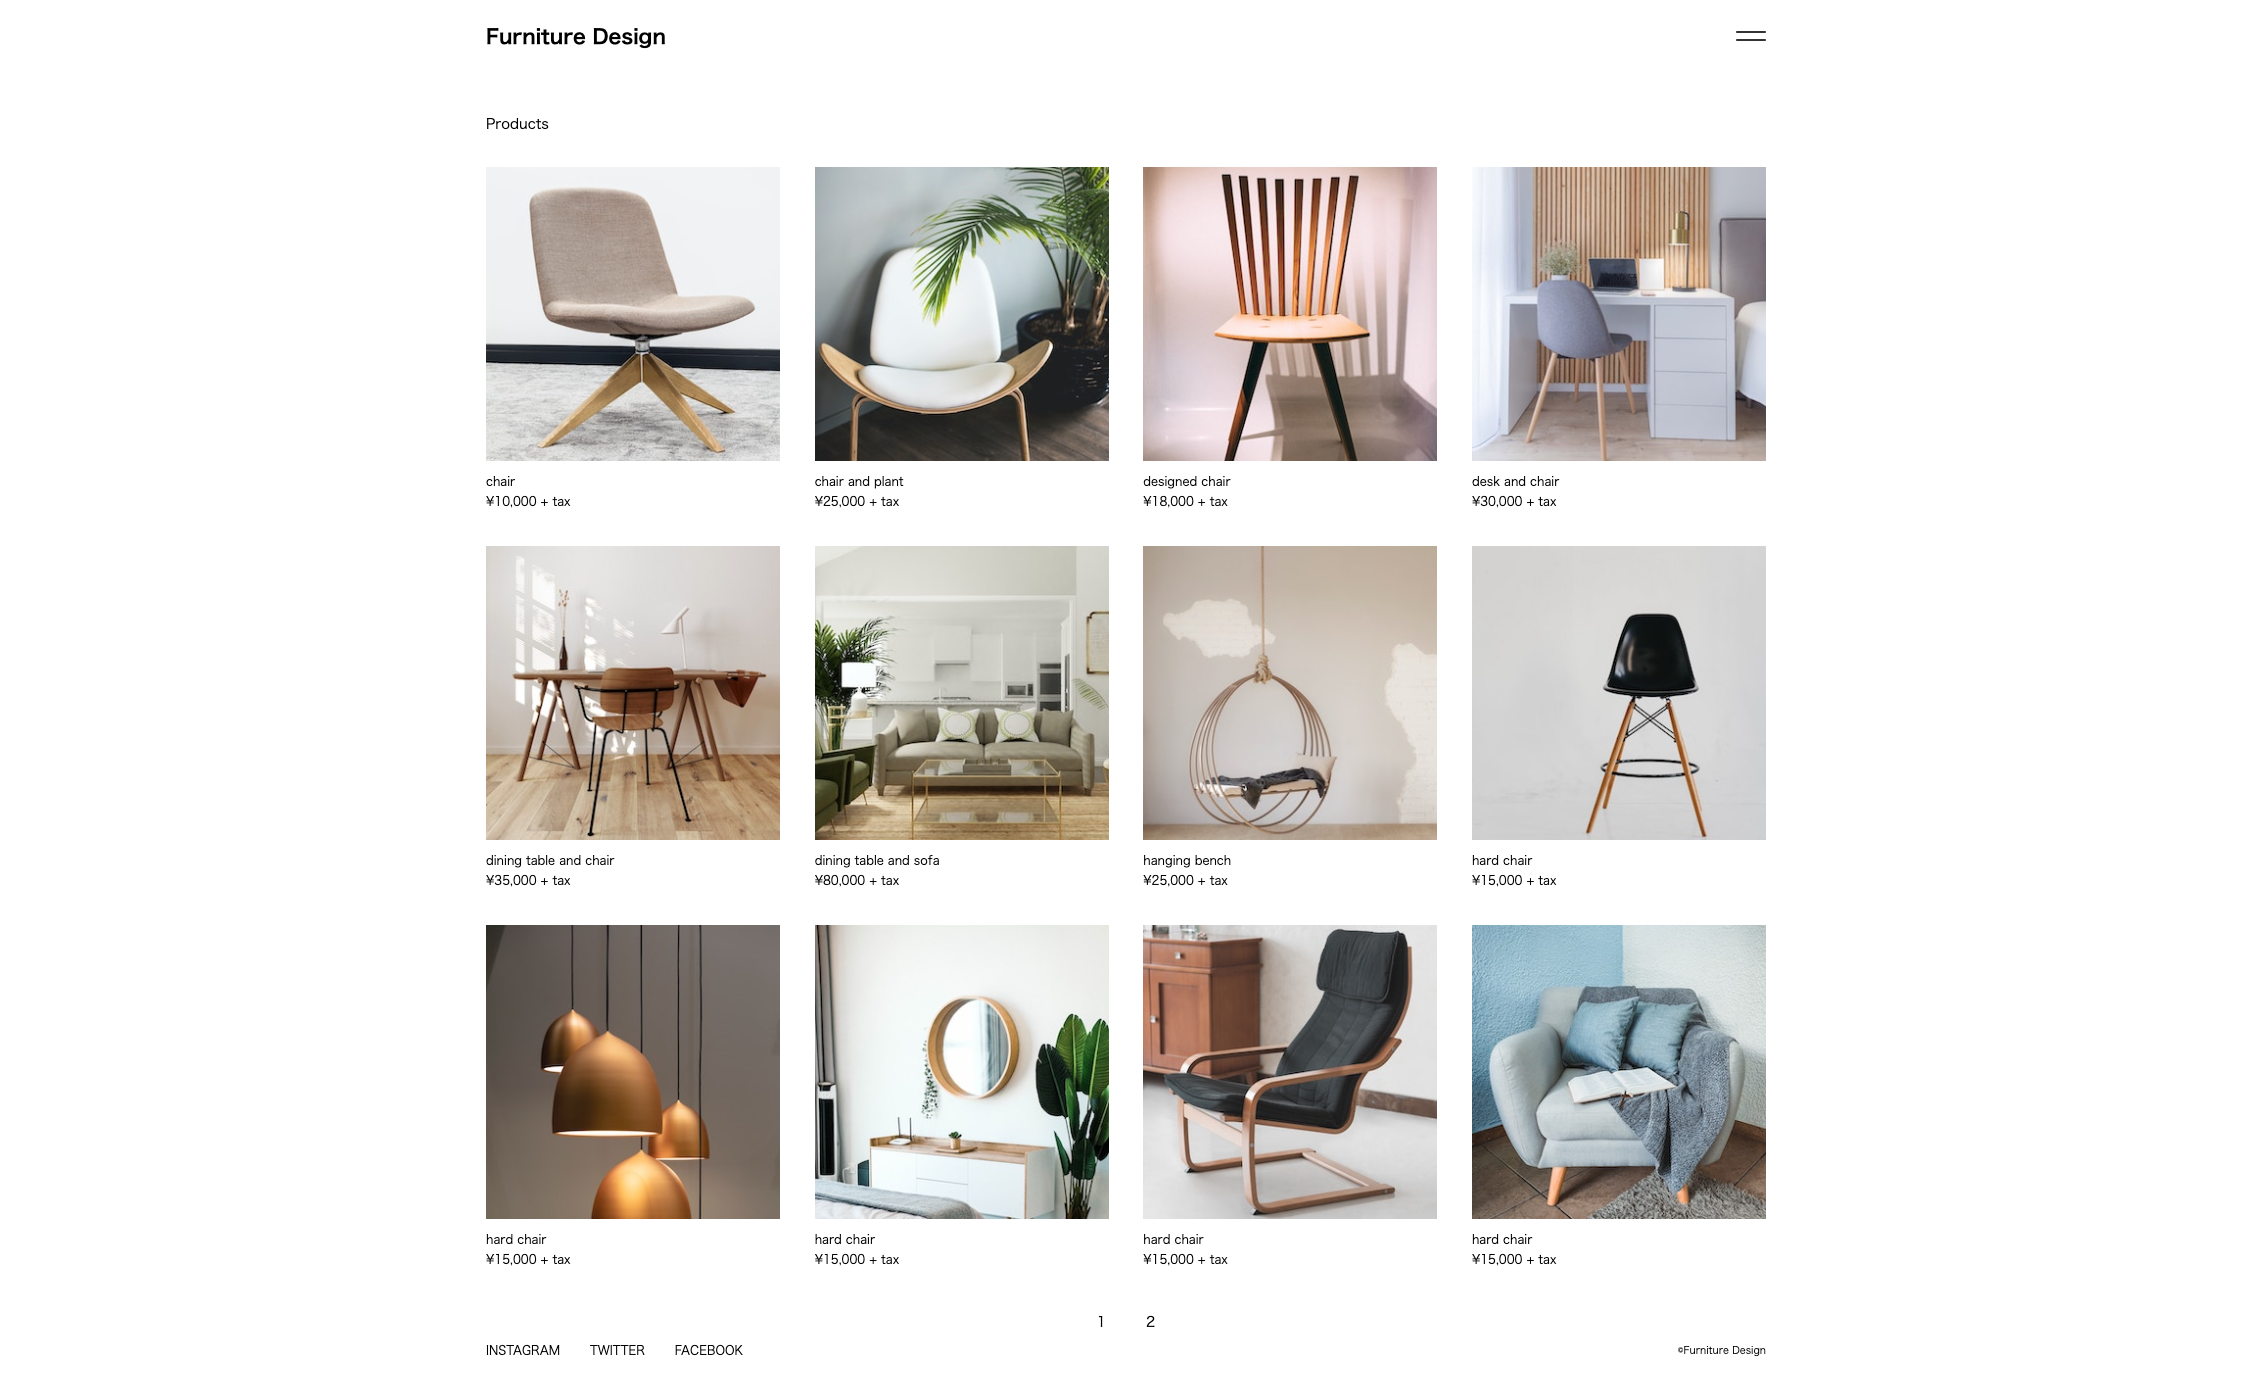 Furniture Design
Products
chair
¥10,000 + tax
chair and plant
¥25,000 + tax
designed chair
¥18,000 + tax
desk and chair
¥30,000 + tax
dining table and chair
¥35,000 + tax
dining table and sofa
¥80,000 + tax
hanging bench
¥25,000 + tax
hard chair
¥15,000 + tax
hard chair
¥15,000 + tax
hard chair
¥15,000 + tax
hard chair
¥15,000 + tax
hard chair
¥15,000 + tax
1 2
INSTAGRAM TWITTER FACEBOOK
©Furniture Design